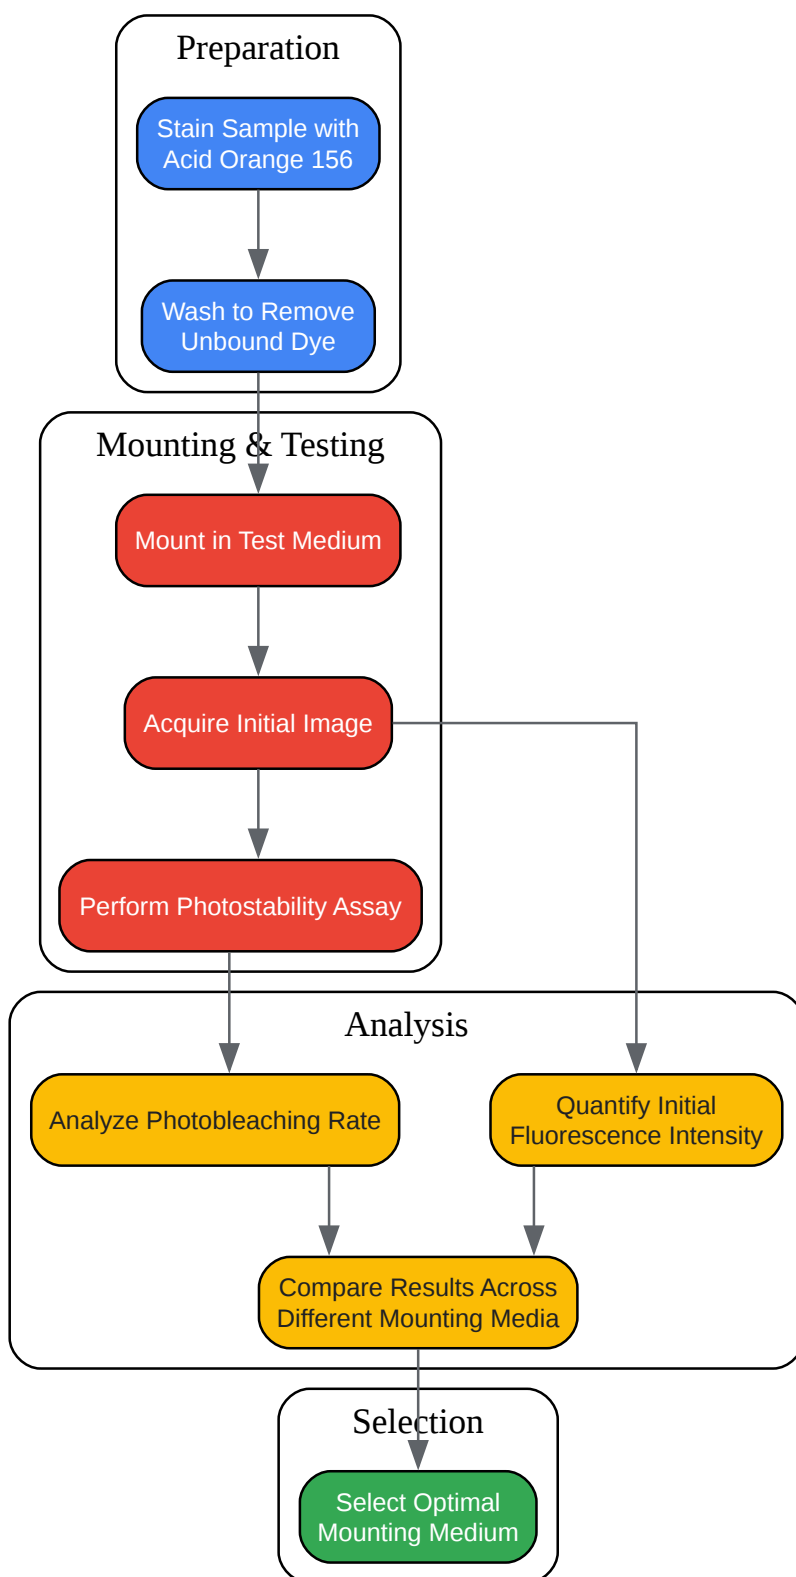 Preparation
Stain Sample with
Acid Orange 156
Wash to Remove
Unbound Dye
Mounting & Testing
Mount in Test Medium
Acquire Initial Image
Perform Photostability Assay
Analysis
Analyze Photobleaching Rate
Quantify Initial
Fluorescence Intensity
Compare Results Across
Different Mounting Media
Selection
Select Optimal
Mounting Medium